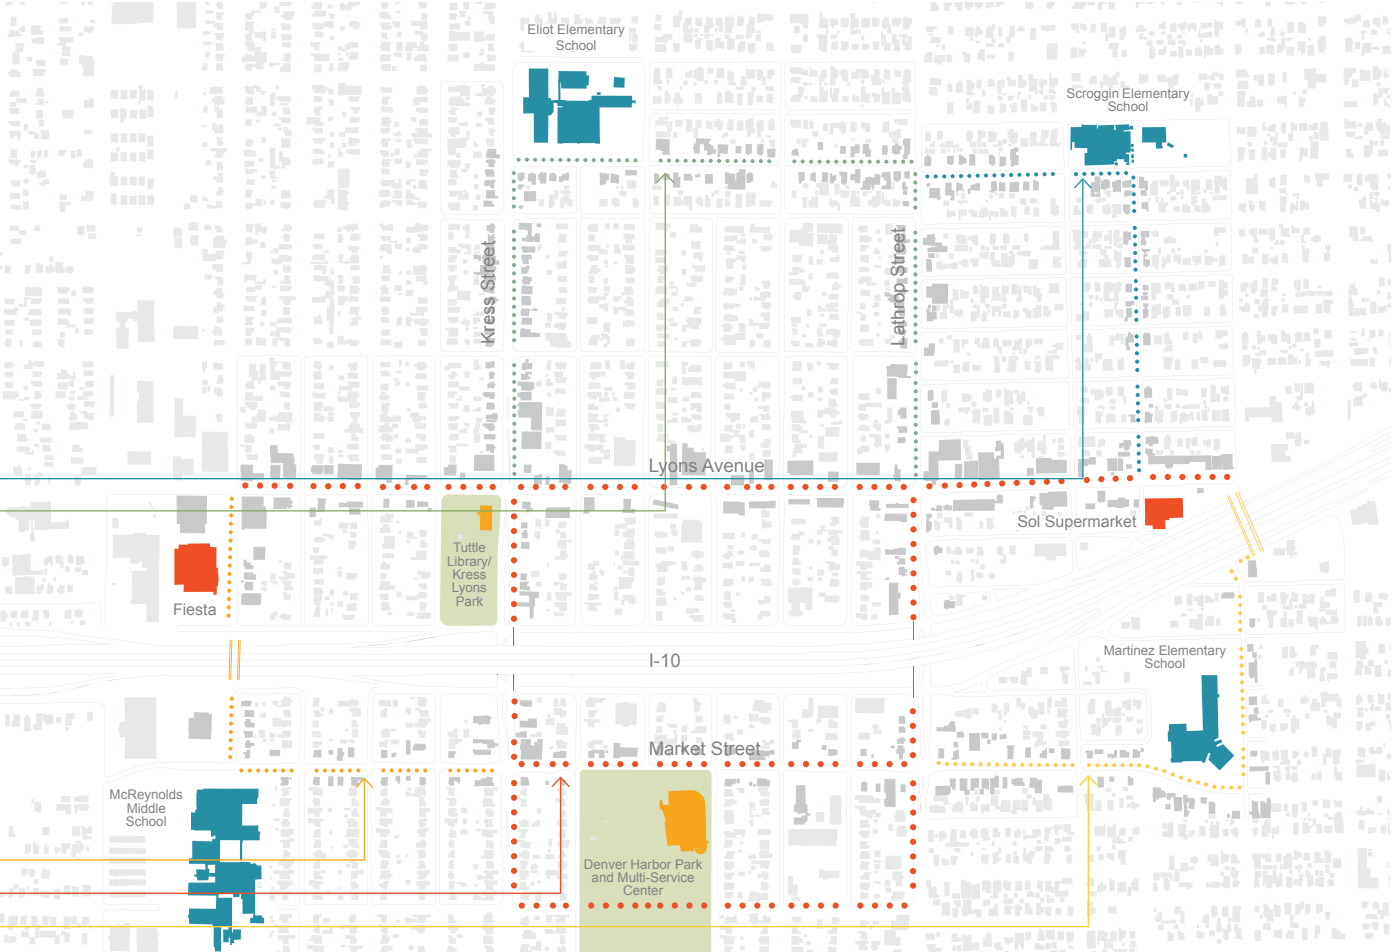 Eliot Elementary
School
Scroggin Elementary
School
Kress Street
Lathrop Street
Lyons Avenue
Sol Supermarket
Tuttle
Library/
Kress
Lyons
Park
Fiesta
I-10
Martinez Elementary
School
Market Street
McReynolds
Middle
School
Denver Harbor Park
and Multi-Service
Center